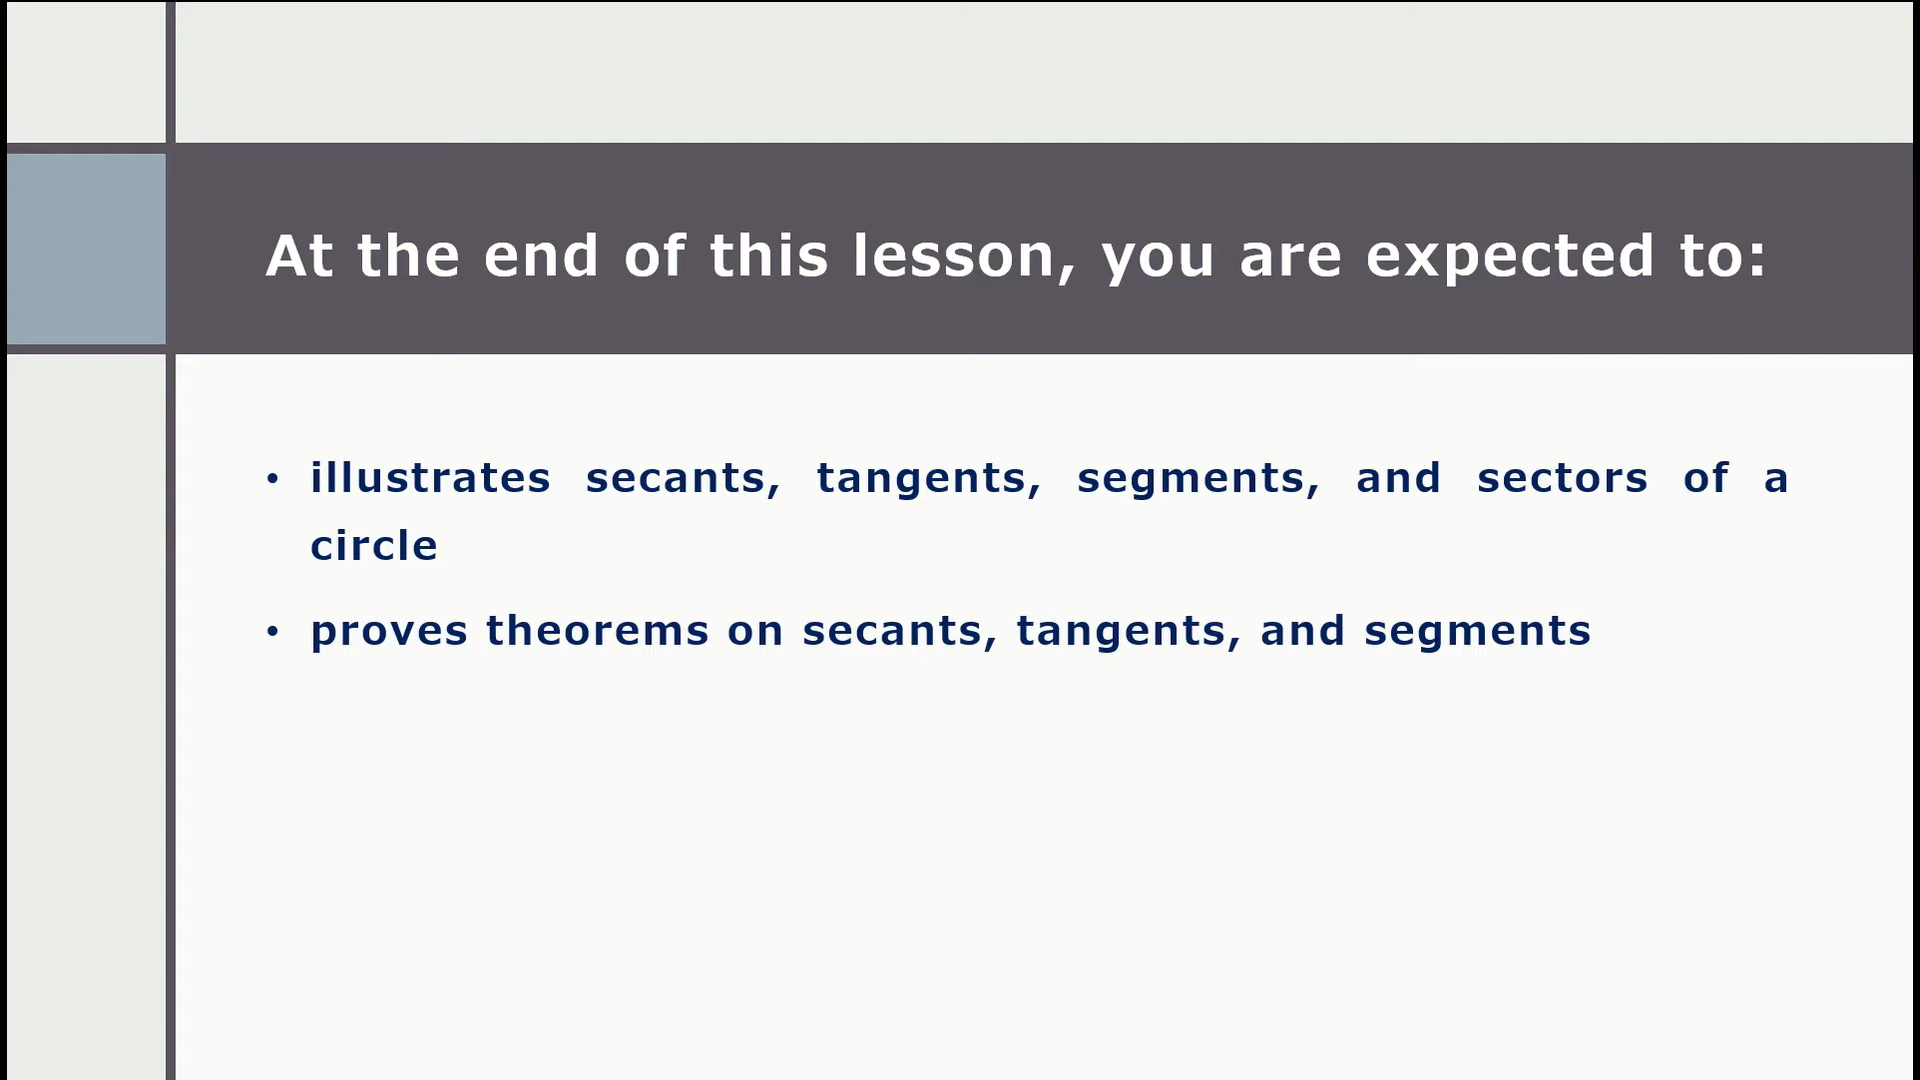 At the end of this lesson, you are expected to:
• illustrates secants, tangents, segments, and sectors of a
circle
• proves theorems on secants, tangents, and segments